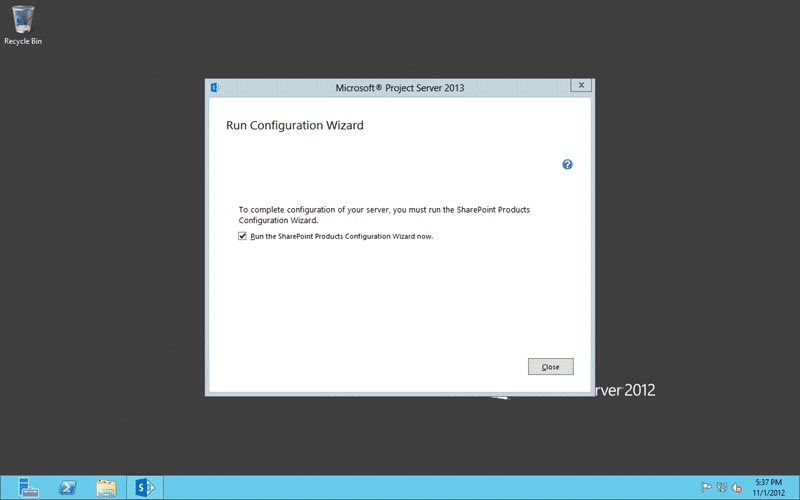 Recycle Bin
Microsoft® Project Server 2013
Run Configuration Wizard
To complete configuration of your server, you must run the SharePoint Products
Configuration Wizard.
Run the SharePoint Products Configuration Wizard now.
Close
rver 2012
5:37 PM
11/1/2012